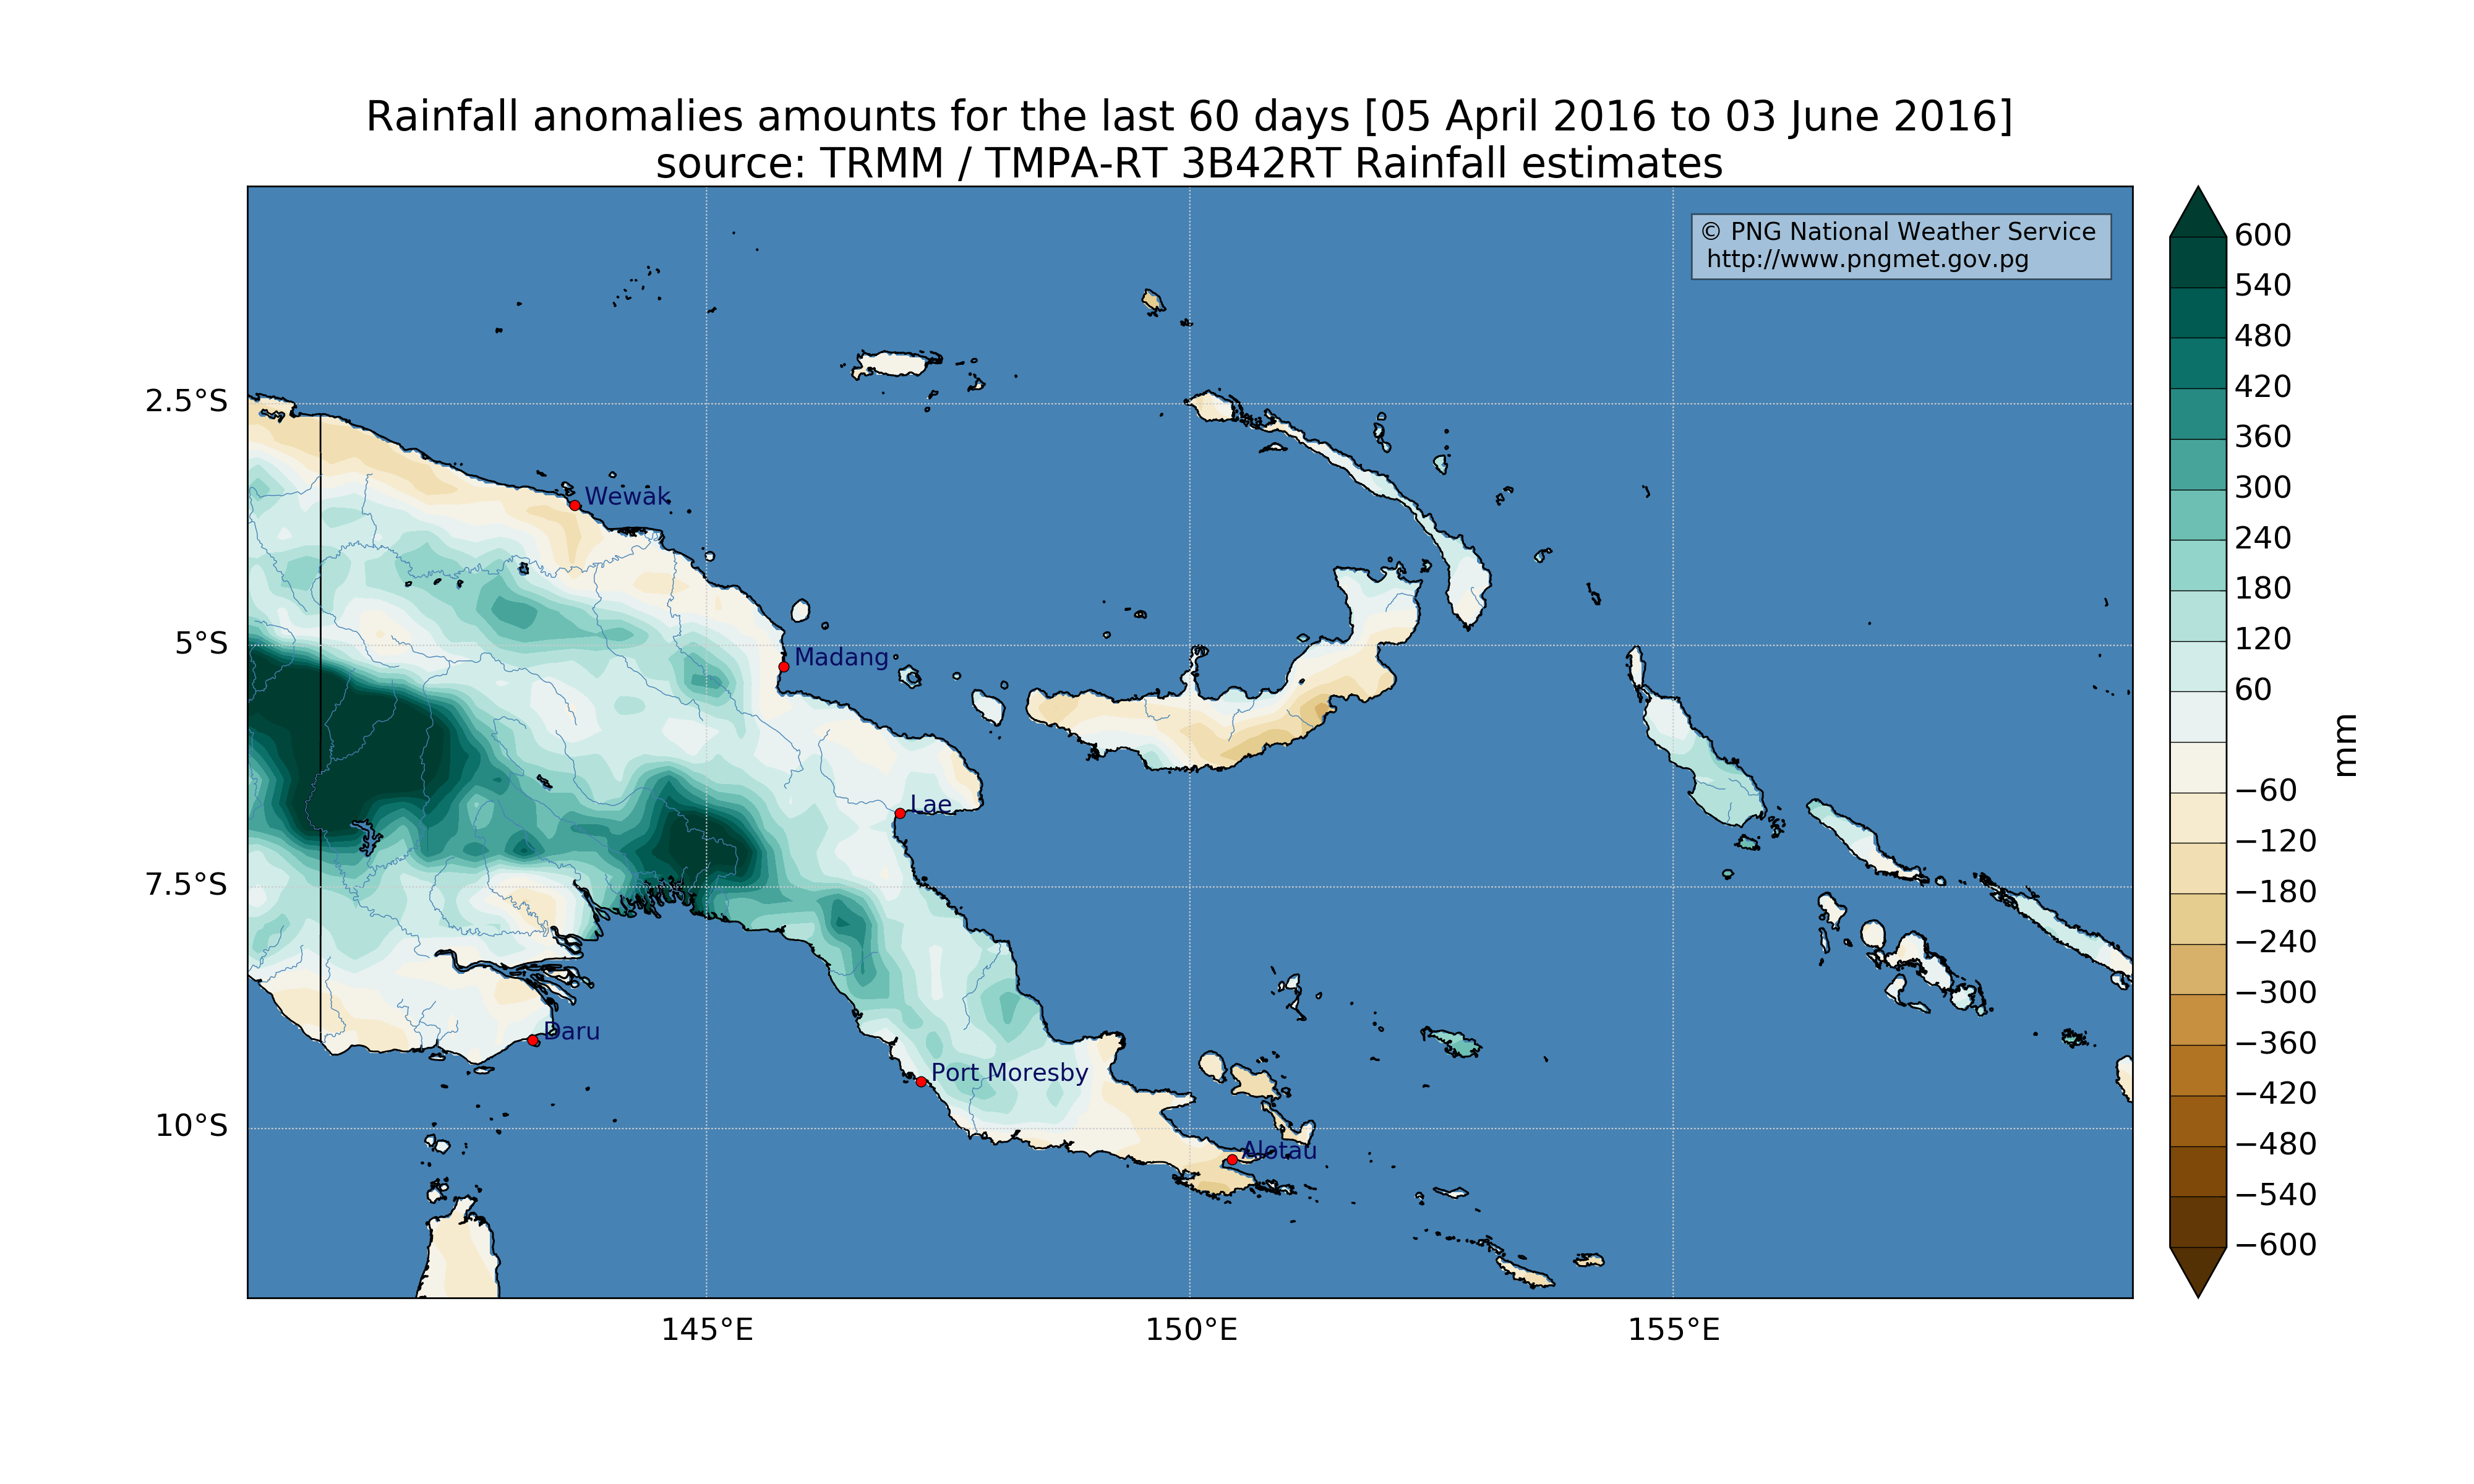 Rainfall anomalies amounts for the last 60 days [05 April 2016 to 03 June 2016]
source: TRMM / TMPA-RT 3B42RT Rainfall estimates
© PNG National Weather Service
http://www.pngmet.gov.pg
2.5°S
5°S
7.5°S
10°S
Wewak
Madang
Lae
Daru
Port Moresby
Alotau
145°E
150°E
155°E
600
540
480
420
360
300
240
180
120
60
−60
−120
−180
−240
−300
−360
−420
−480
−540
−600
mm